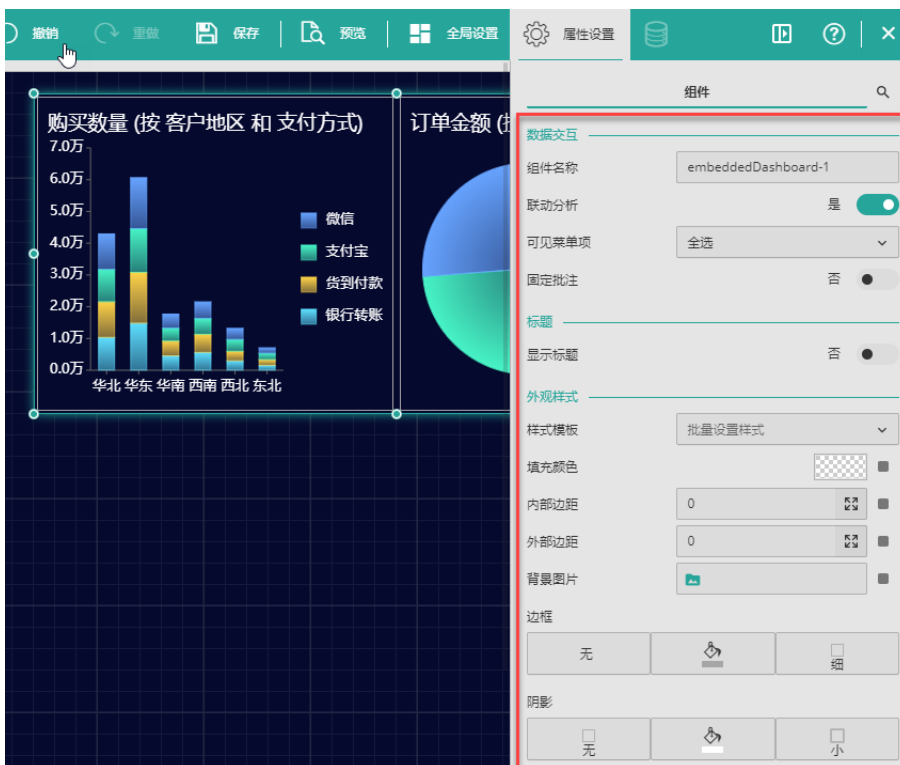 撤销 重做 保存 预览 全局设置 属性设置
组件
购买数量 (按 客户地区 和 支付方式) 订单金额
7.0万
6.0万
5.0万
4.0万
3.0万
2.0万
1.0万
0.0万
华北 华东 华南 西南 西北 东北
微信
支付宝
货到付款
银行转账
数据交互
组件名称 embeddedDashboard-1
联动分析 是
可见菜单项 全选
固定批注 否
标题
显示标题 否
外观样式
样式模板 批量设置样式
填充颜色
内部边距 0
外部边距 0
背景图片
边框
无 细
阴影
无 小